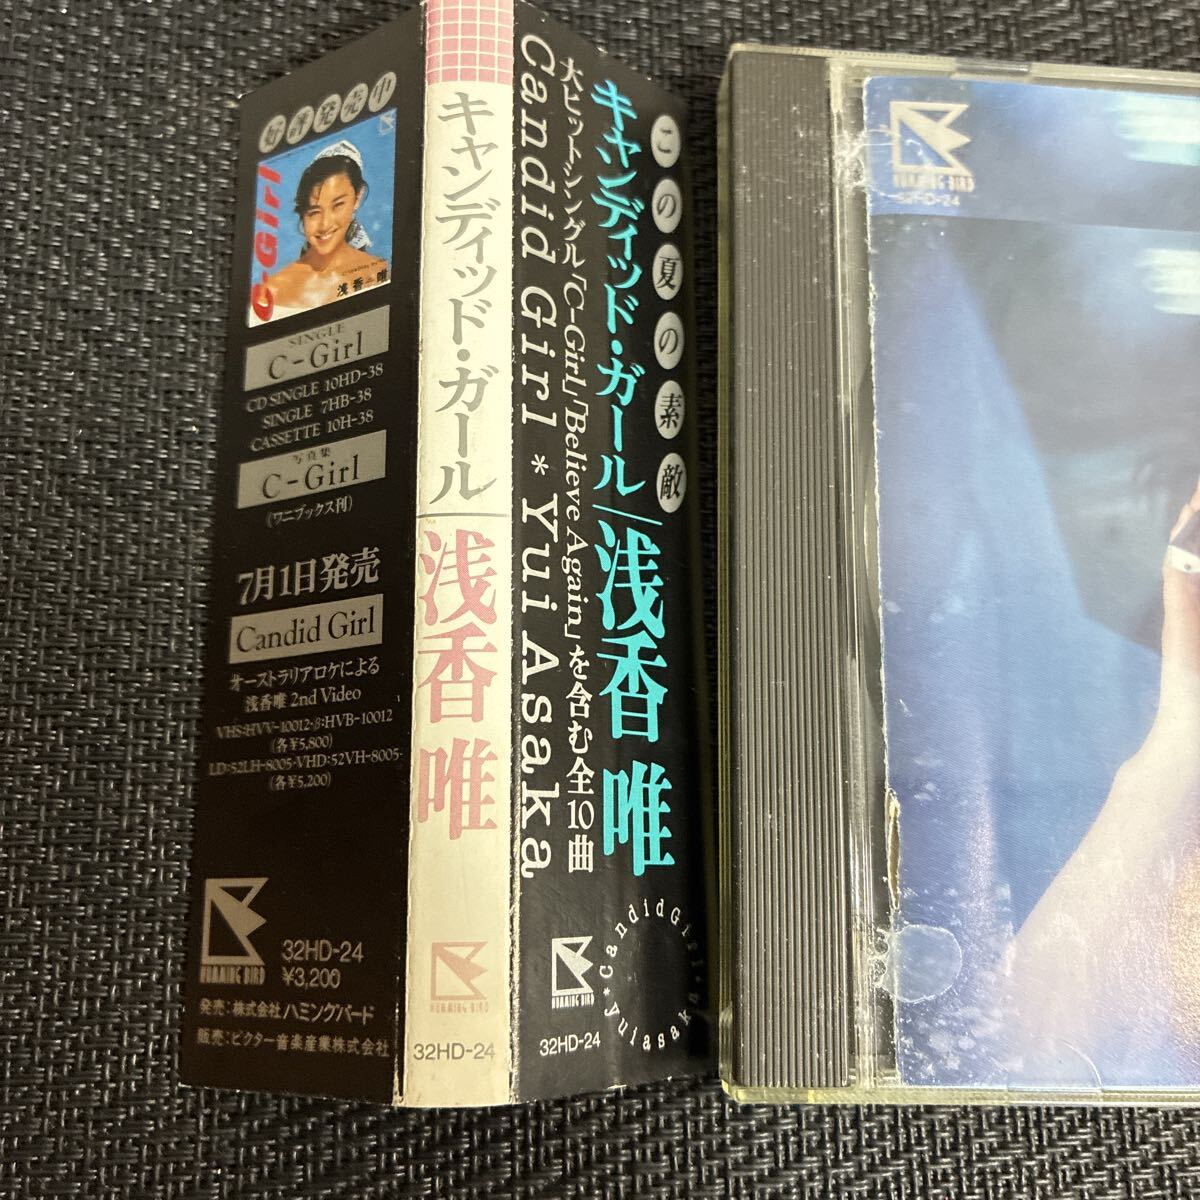 好評発売中
C-Girl
浅香唯
SINGLE
C-Girl
CD SINGLE 10HD-38
SINGLE 7HB-38
CASSETTE 10H-38
写真集
C-Girl
(ワニブックス刊)
7月1日発売
Candid Girl
オーストラリアロケによる
浅香唯 2nd Video
VHS:HVV-10012・β:HVB-10012
(各¥5,800)
LD:52LH-8005・VHD:52VH-8005
(各¥5,200)
HUMMING BIRD
32HD-24
¥3,200
発売:株式会社ハミングバード
販売:ビクター音楽産業株式会社
キャンディッド・ガール/浅香唯
HUMMING BIRD
32HD-24
この夏の素敵
キャンディッド・ガール/浅香唯
大ヒットシングル「C-Girl」「Believe Again」を含む全10曲
Candid Girl * Yui Asaka
HUMMING BIRD
*CandidGirl・yuiasaka
32HD-24
HUMMING BIRD
32HD-24